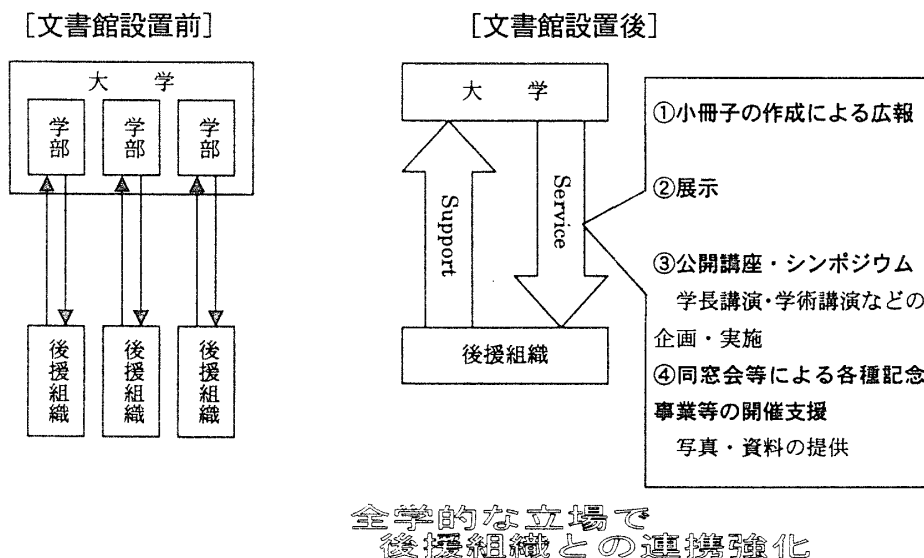 ［文書館設置前］
大　学
学部
学部
学部
後援組織
後援組織
後援組織
［文書館設置後］
大　学
Support
Service
後援組織
①小冊子の作成による広報
②展示
③公開講座・シンポジウム
学長講演・学術講演などの
企画・実施
④同窓会等による各種記念
事業等の開催支援
写真・資料の提供
全学的な立場で
後援組織との連携強化